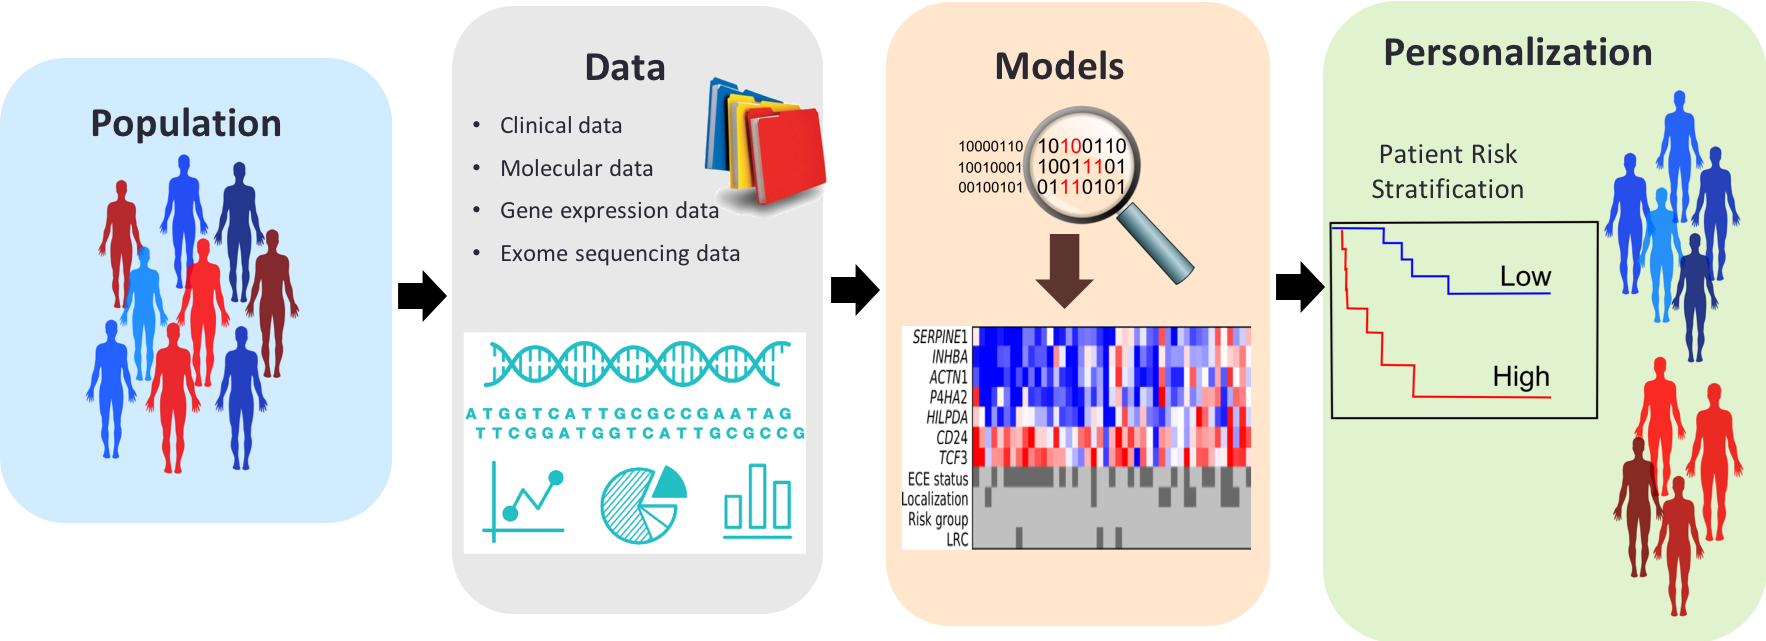 Population
Data
• Clinical data
• Molecular data
• Gene expression data
• Exome sequencing data
ATGGTCATTGCGCCGAATAG
TTCGGATGGTCATTGCGCCG
Models
10000110 10100110
10010001 10011101
00100101 01110101
SERPINE1
INHBA
ACTN1
P4HA2
HILPDA
CD24
TCF3
ECE status
Localization
Risk group
LRC
Personalization
Patient Risk
Stratification
Low
High